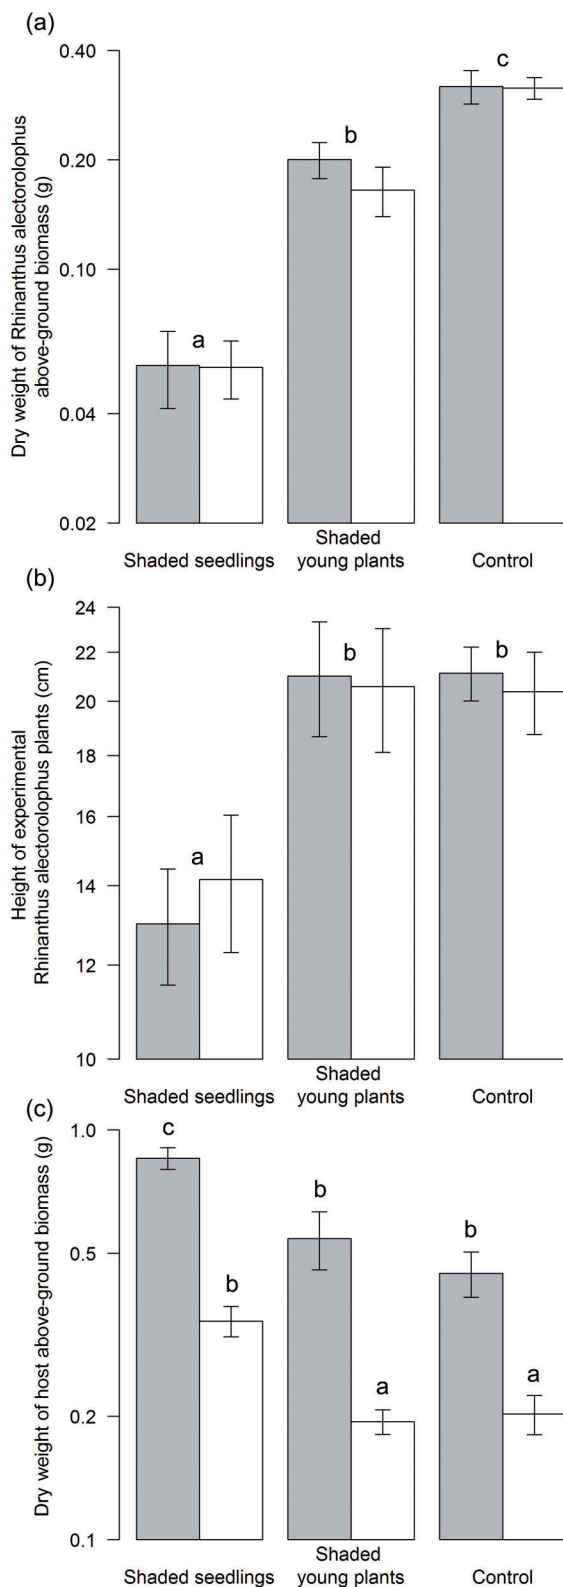 (a)
Dry weight of Rhinanthus alectorolophus
above-ground biomass (g)
0.40
0.20
0.10
0.04
0.02
a
b
c
Shaded seedlings
Shaded
young plants
Control
(b)
Height of experimental
Rhinanthus alectorolophus plants (cm)
24
22
20
18
16
14
12
10
a
b
b
Shaded seedlings
Shaded
young plants
Control
(c)
Dry weight of host above-ground biomass (g)
1.0
0.5
0.2
0.1
c
b
b
a
b
a
Shaded seedlings
Shaded
young plants
Control